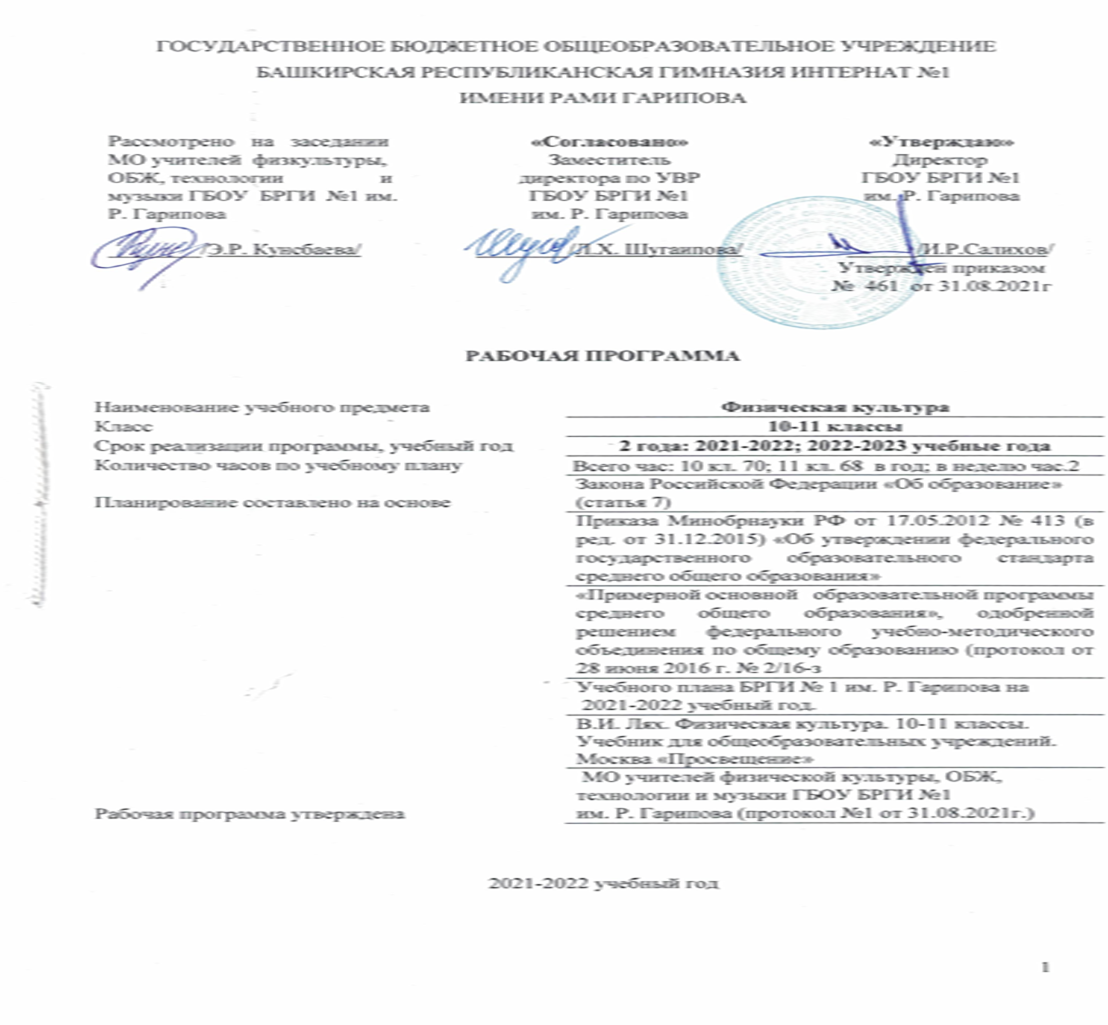 ГОСУДАРСТВЕННОЕ БЮДЖЕТНОЕ ОБЩЕОБРАЗОВАТЕЛЬНОЕ УЧРЕЖДЕНИЕ
БАШКИРСКАЯ РЕСПУБЛИКАНСКАЯ ГИМНАЗИЯ ИНТЕРНАТ №1
ИМЕНИ РАМИ ГАРИПОВА
Рассмотрено на заседании
МО учителей физкультуры,
ОБЖ, технологии и
музыки ГБОУ БРГИ №1 им.
Р. Гарипова
/Э.Р. Кунсбаева/
«Согласовано»
Заместитель
директора по УВР
ГБОУ БРГИ №1
им. Р. Гарипова
/Л.Х. Шугаипова/
«Утверждаю»
Директор
ГБОУ БРГИ №1
им. Р. Гарипова
/И.Р.Салихов/
Утвержден приказом
№ 461 от 31.08.2021г
РАБОЧАЯ ПРОГРАММА
Наименование учебного предмета Физическая культура
Класс 10-11 классы
Срок реализации программы, учебный год 2 года: 2021-2022; 2022-2023 учебные года
Количество часов по учебному плану Всего час: 10 кл. 70; 11 кл. 68 в год; в неделю час.2
Закона Российской Федерации «Об образование»
Планирование составлено на основе (статья 7)
Приказа Минобрнауки РФ от 17.05.2012 № 413 (в
ред. от 31.12.2015) «Об утверждении федерального
государственного образовательного стандарта
среднего общего образования»
«Примерной основной образовательной программы
среднего общего образования», одобренной
решением федерального учебно-методического
объединения по общему образованию (протокол от
28 июня 2016 г. № 2/16-з
Учебного плана БРГИ № 1 им. Р. Гарипова на
2021-2022 учебный год.
В.И. Лях. Физическая культура. 10-11 классы.
Учебник для общеобразовательных учреждений.
Москва «Просвещение»
МО учителей физической культуры, ОБЖ,
технологии и музыки ГБОУ БРГИ №1
Рабочая программа утверждена им. Р. Гарипова (протокол №1 от 31.08.2021г.)
2021-2022 учебный год
1